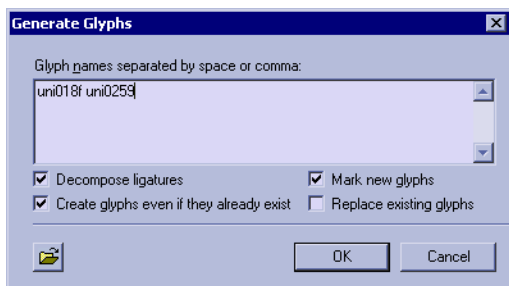 Generate Glyphs
Glyph names separated by space or comma:
uni018f uni0259
Decompose ligatures
Mark new glyphs
Create glyphs even if they already exist
Replace existing glyphs
OK
Cancel